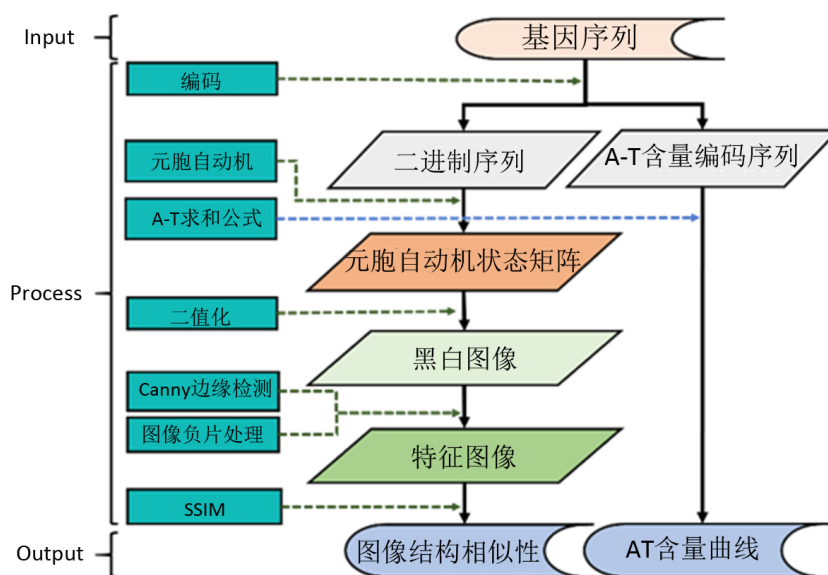 Input
基因序列
编码
元胞自动机
二进制序列
A-T含量编码序列
A-T求和公式
元胞自动机状态矩阵
Process
二值化
黑白图像
Canny边缘检测
图像负片处理
特征图像
SSIM
Output
图像结构相似性
AT含量曲线